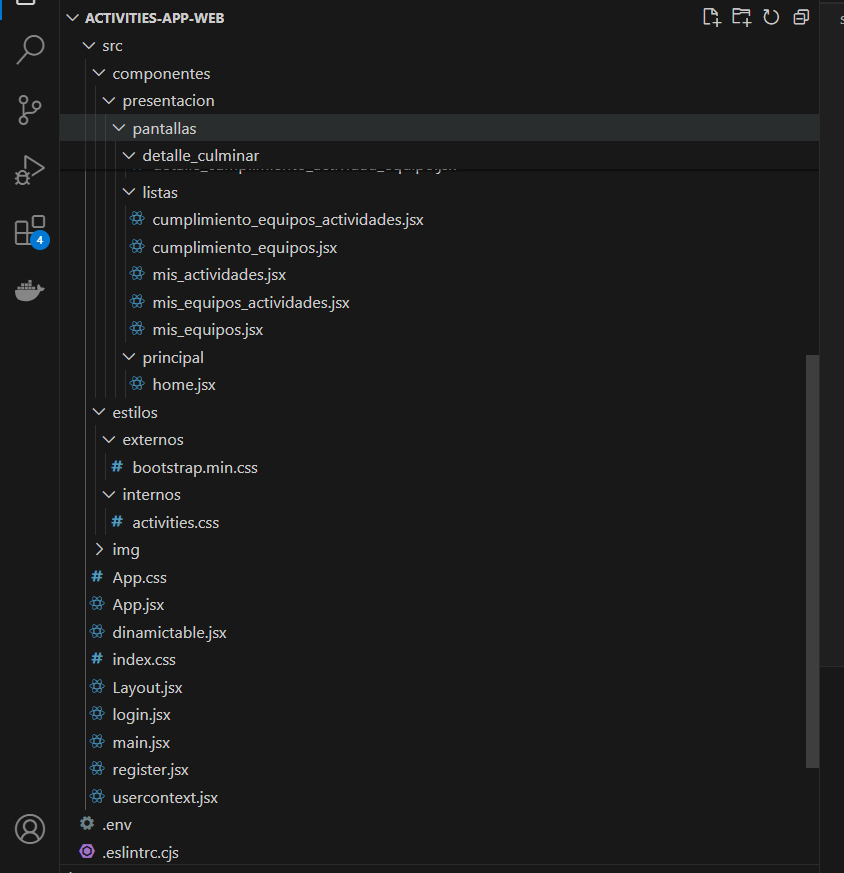 ACTIVITIES-APP-WEB
src
componentes
presentacion
pantallas
detalle_culminar
listas
cumplimiento_equipos_actividades.jsx
cumplimiento_equipos.jsx
mis_actividades.jsx
mis_equipos_actividades.jsx
mis_equipos.jsx
principal
home.jsx
estilos
externos
# bootstrap.min.css
internos
# activities.css
img
# App.css
App.jsx
dinamictable.jsx
# index.css
Layout.jsx
login.jsx
main.jsx
register.jsx
usercontext.jsx
.env
.eslintrc.cjs
4